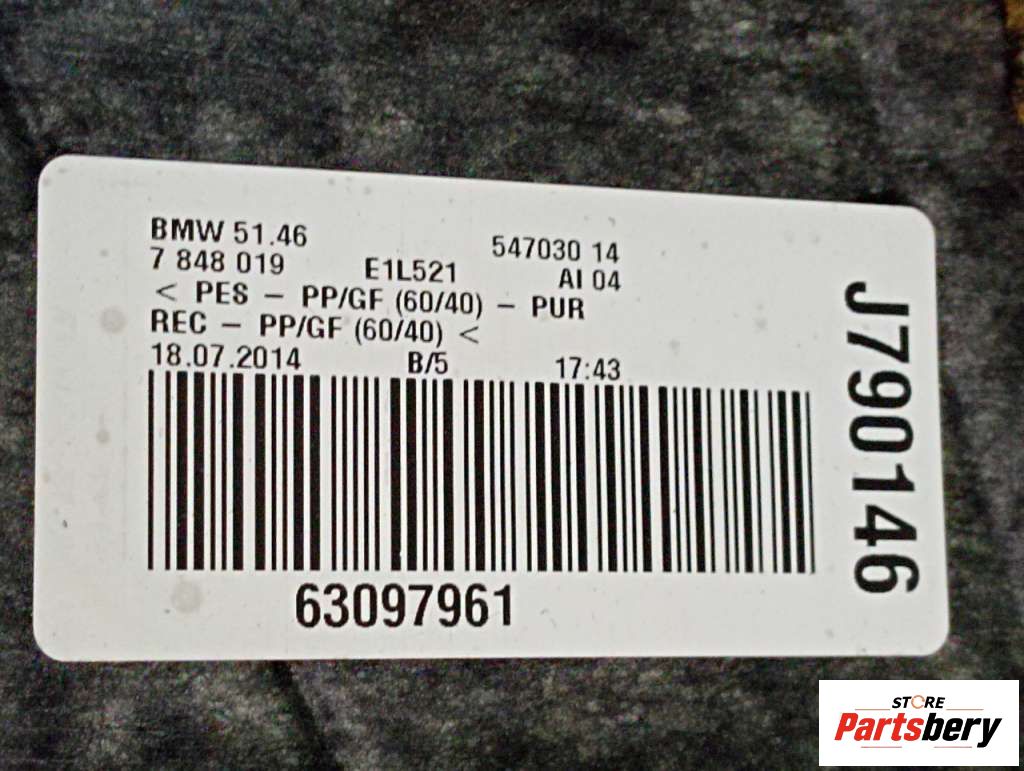 BMW 51.46 547030 14
7 848 019 E1L521 AI 04
< PES – PP/GF (60/40) – PUR
REC – PP/GF (60/40) <
18.07.2014 B/5 17:43
63097961
J790146
STORE
Partsbery